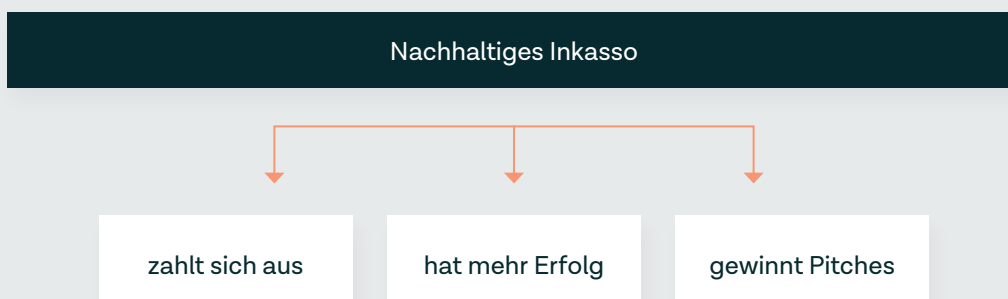 Nachhaltiges Inkasso
zahlt sich aus
hat mehr Erfolg
gewinnt Pitches